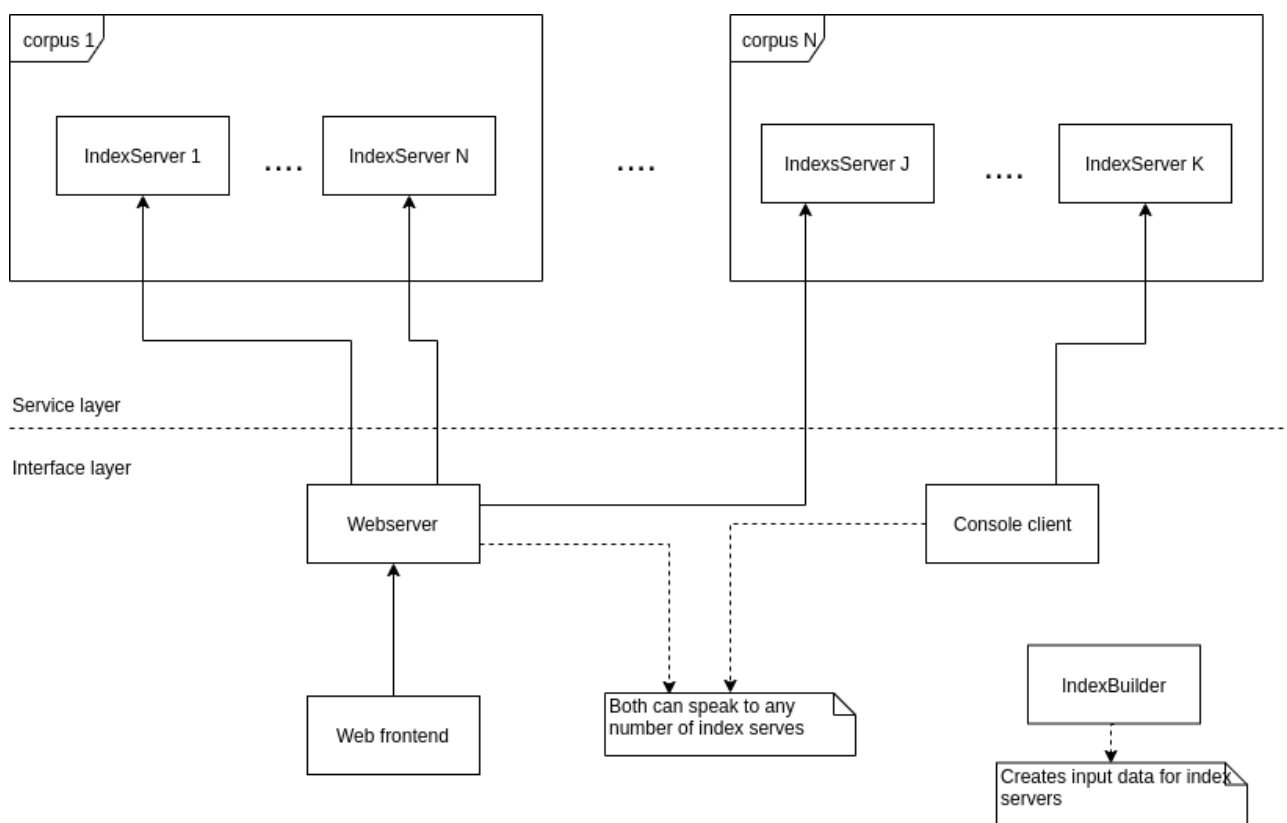 corpus 1
corpus N
IndexServer 1
....
IndexServer N
....
IndexsServer J
....
IndexServer K
Service layer
Interface layer
Webserver
Console client
IndexBuilder
Both can speak to any
number of index serves
Web frontend
Creates input data for index
servers